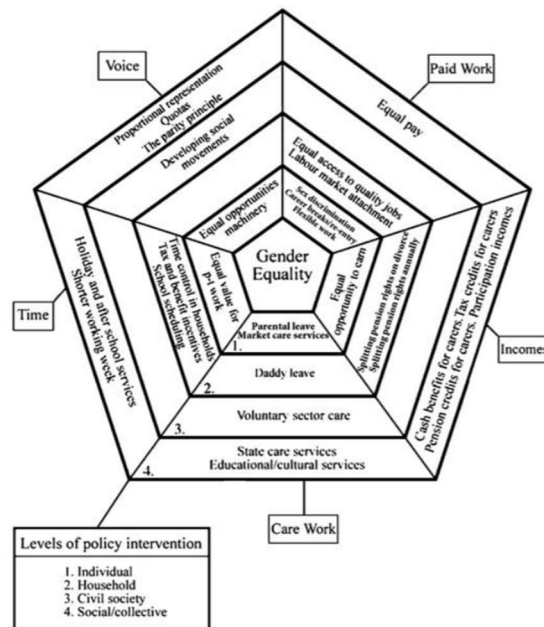 Voice
Paid Work
Proportional representation
Quotas
The parity principle
Developing social
movements
Equal opportunities
machinery
Equal pay
Equal access to quality jobs
Labour market attachment
Sex discrimination
Career breaks/re-entry
Flexible work
Gender
Equality
Time
Holiday and after school services
Shorter working week
Time control in households
Tax and benefit incentives
School scheduling
Equal value for
p-t work
Equal
opportunity to earn
Splitting pension rights on divorce
Splitting pension rights annually
Cash benefits for carers. Tax credits for carers
Pension credits for carers. Participation incomes
Incomes
Parental leave
Market care services
1.
Daddy leave
2.
Voluntary sector care
3.
State care services
Educational/cultural services
4.
Care Work
Levels of policy intervention
1. Individual
2. Household
3. Civil society
4. Social/collective